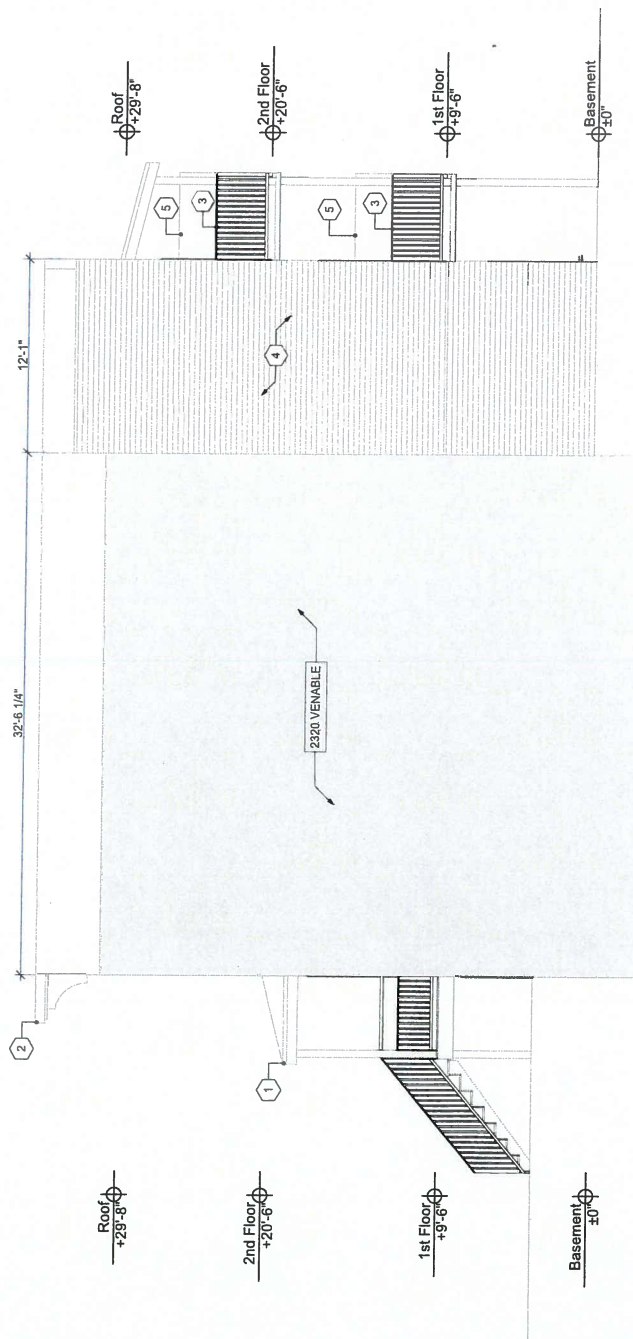 32'-6 1/4"
12'-1"
Roof
+29'-8"
2nd Floor
+20'-6"
1st Floor
+9'-6"
Basement
±0"
2
1
2320 VENABLE
4
5
3
5
3
Roof
+29'-8"
2nd Floor
+20'-6"
1st Floor
+9'-6"
Basement
±0"